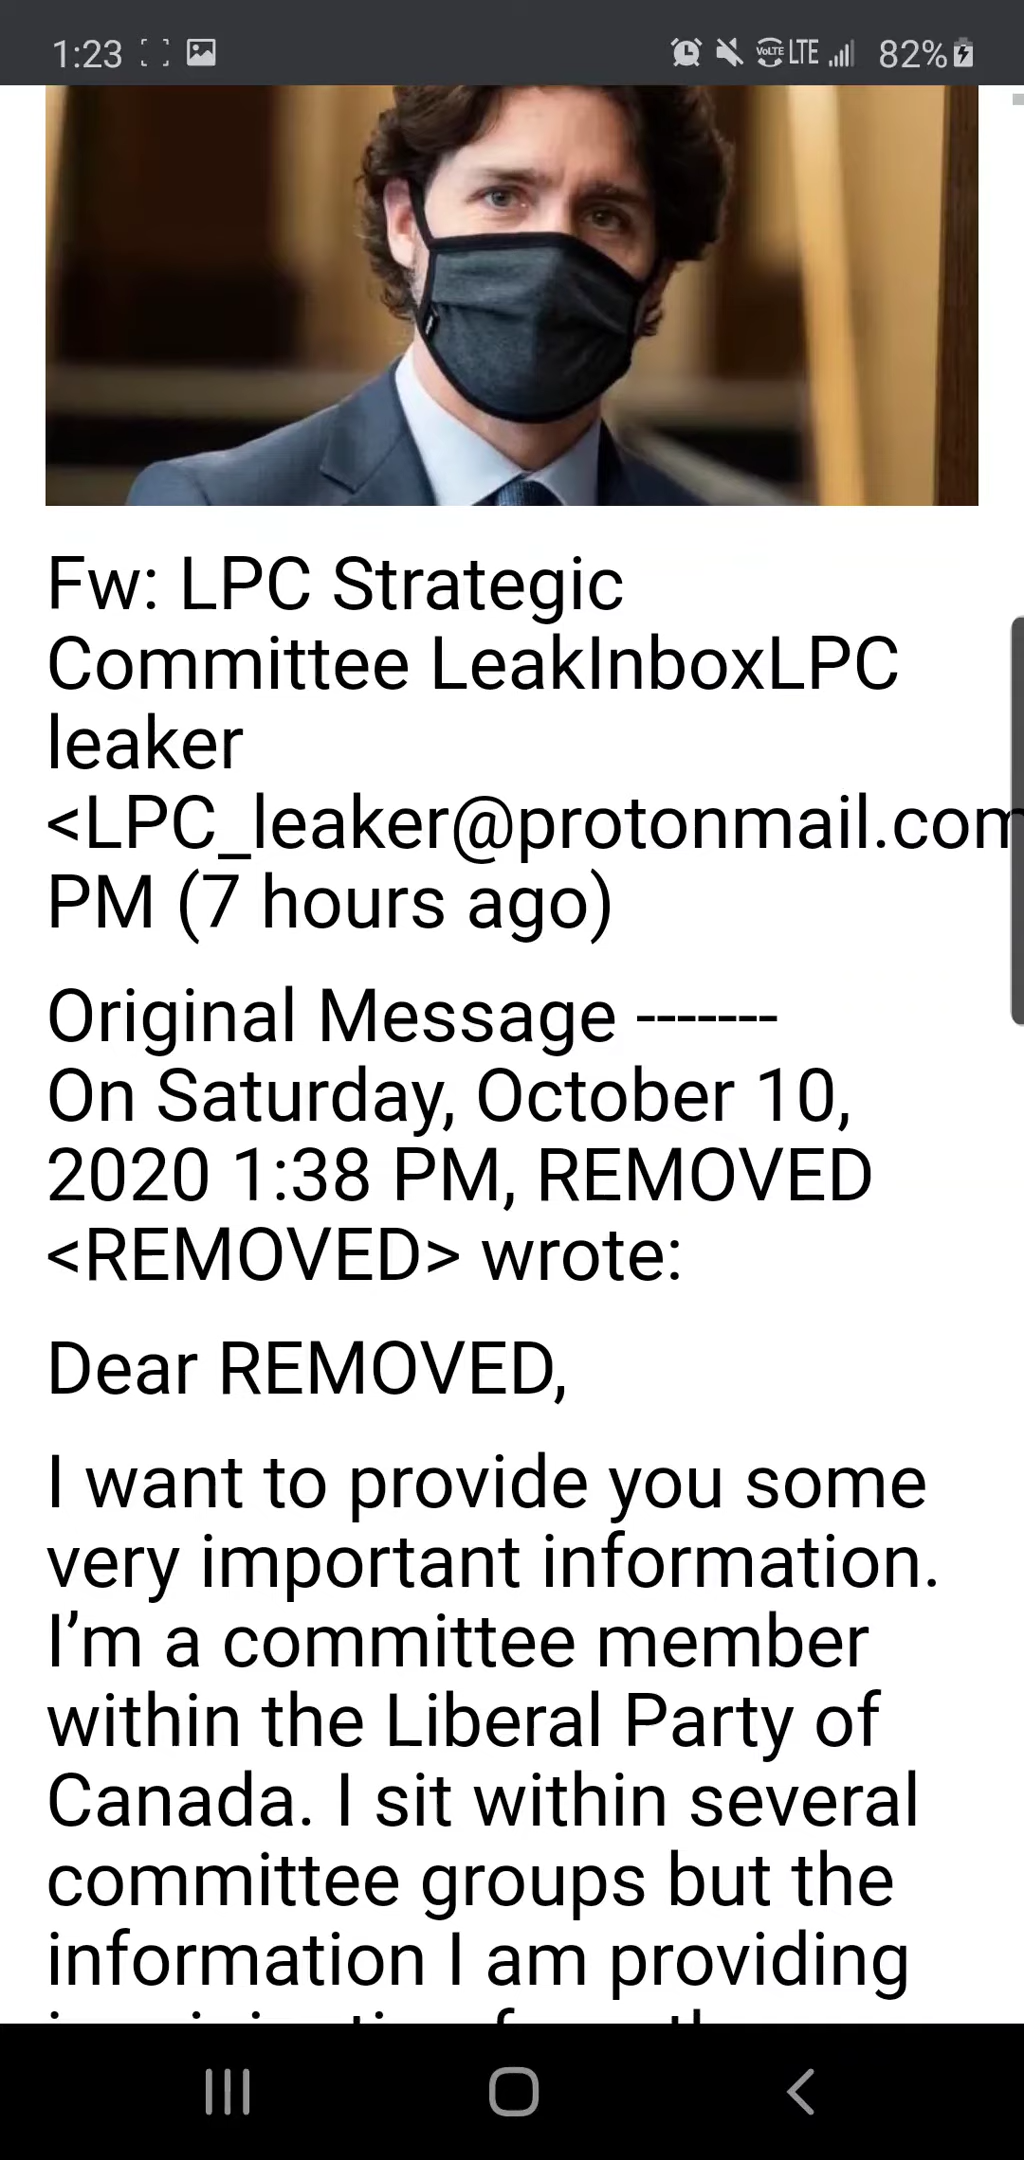 1:23 VoLTE LTE 82%
Fw: LPC Strategic
Committee LeakInboxLPC
leaker
<LPC_leaker@protonmail.com
PM (7 hours ago)
Original Message -------
On Saturday, October 10,
2020 1:38 PM, REMOVED
<REMOVED> wrote:
Dear REMOVED,
I want to provide you some
very important information.
I’m a committee member
within the Liberal Party of
Canada. I sit within several
committee groups but the
information I am providing